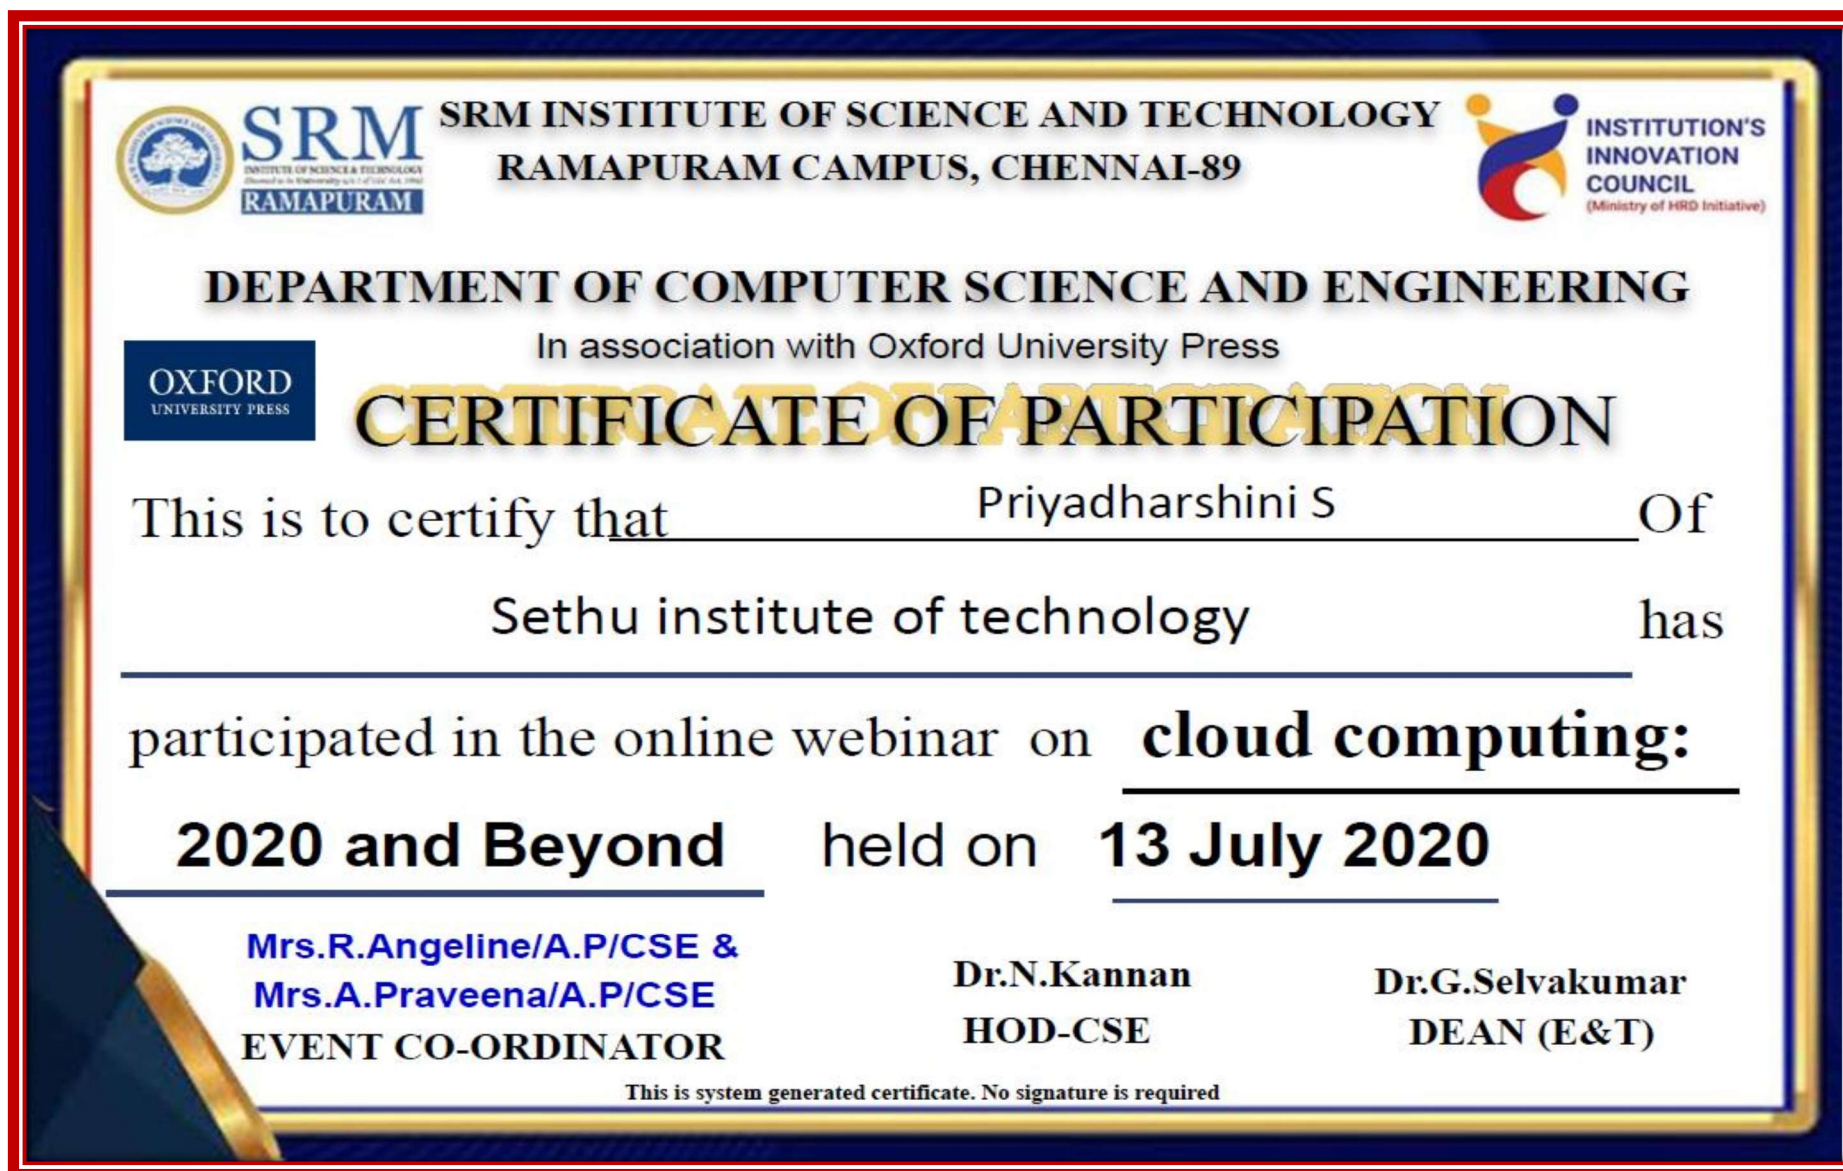 SRM
INSTITUTE OF SCIENCE & TECHNOLOGY
RAMAPURAM
SRM INSTITUTE OF SCIENCE AND TECHNOLOGY
RAMAPURAM CAMPUS, CHENNAI-89
INSTITUTION'S
INNOVATION
COUNCIL
(Ministry of HRD Initiative)
DEPARTMENT OF COMPUTER SCIENCE AND ENGINEERING
In association with Oxford University Press
OXFORD
UNIVERSITY PRESS
CERTIFICATE OF PARTICIPATION
This is to certify that Priyadharshini S Of
Sethu institute of technology has
participated in the online webinar on cloud computing:
2020 and Beyond held on 13 July 2020
Mrs.R.Angeline/A.P/CSE &
Mrs.A.Praveena/A.P/CSE
EVENT CO-ORDINATOR
Dr.N.Kannan
HOD-CSE
Dr.G.Selvakumar
DEAN (E&T)
This is system generated certificate. No signature is required